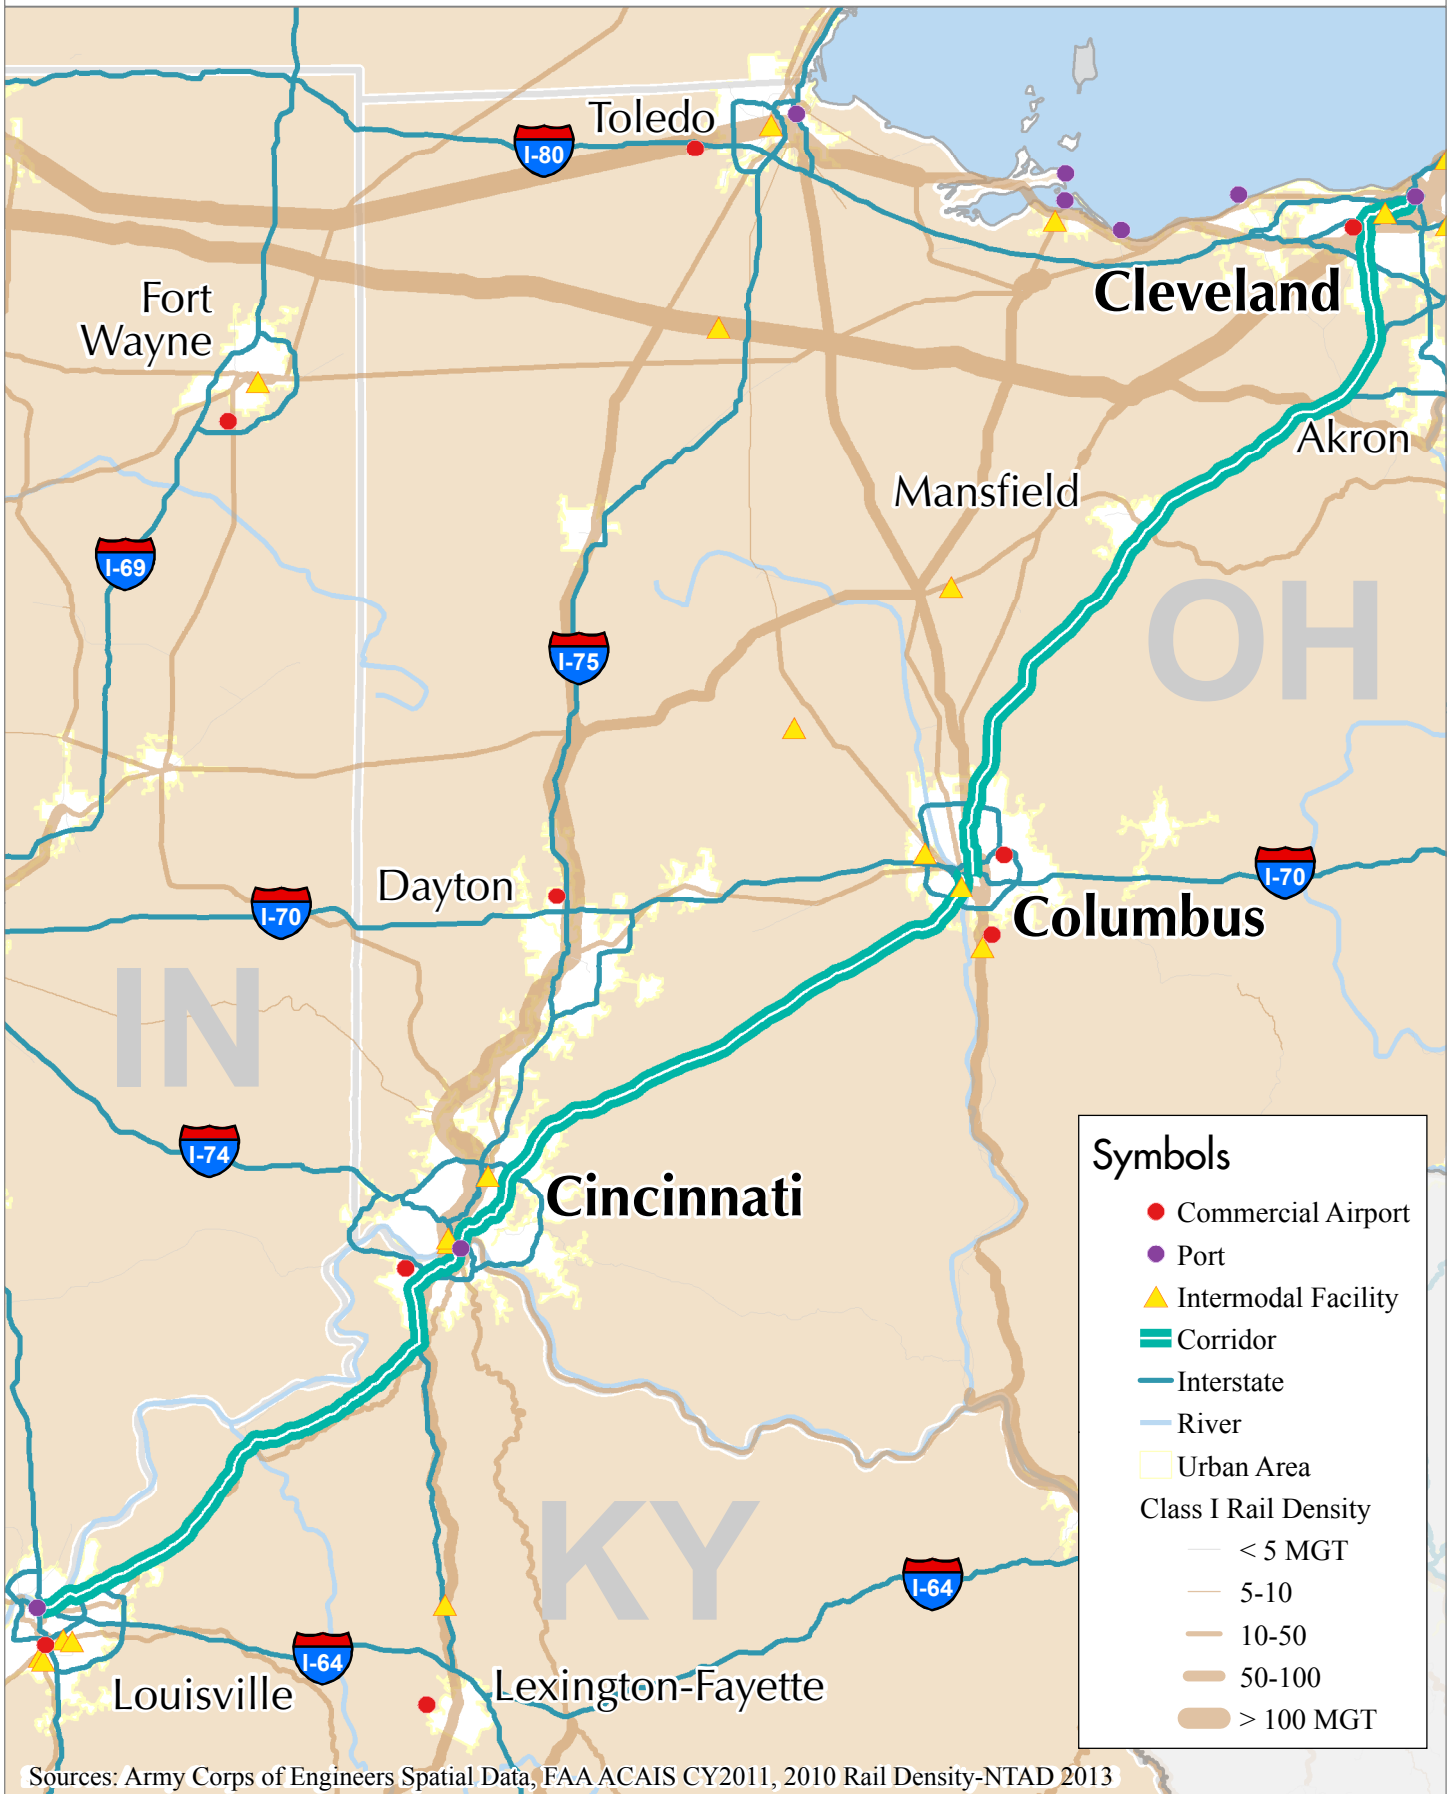 Toledo
I-80
Cleveland
Fort
Wayne
Akron
Mansfield
I-69
OH
I-75
Dayton
I-70
I-70
Columbus
IN
I-74
Cincinnati
KY
I-64
I-64
Louisville
Lexington-Fayette
Symbols
Commercial Airport
Port
Intermodal Facility
Corridor
Interstate
River
Urban Area
Class I Rail Density
< 5 MGT
5-10
10-50
50-100
> 100 MGT
Sources: Army Corps of Engineers Spatial Data, FAA ACAIS CY2011, 2010 Rail Density-NTAD 2013